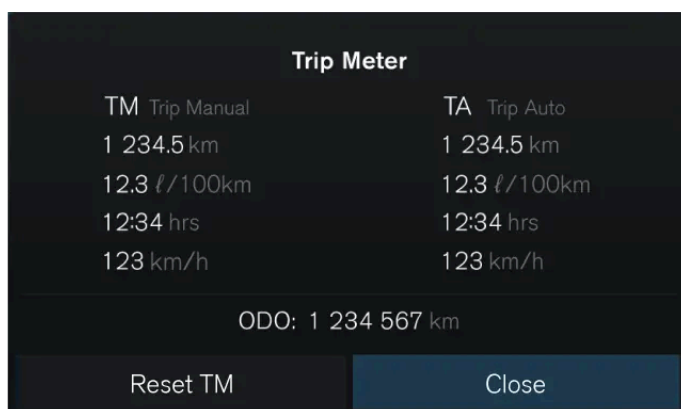 Trip Meter
TM Trip Manual
1 234.5 km
12.3 ℓ/100km
12:34 hrs
123 km/h
TA Trip Auto
1 234.5 km
12.3 ℓ/100km
12:34 hrs
123 km/h
ODO: 1 234 567 km
Reset TM
Close